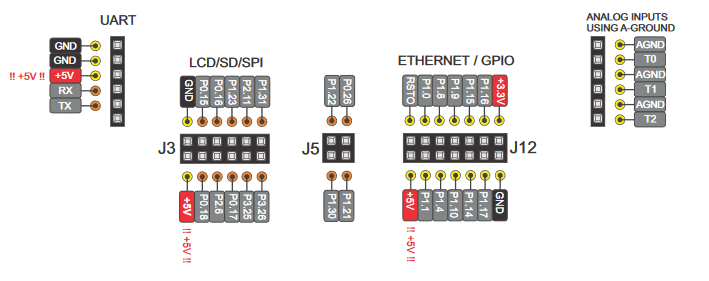 UART
GND
GND
!! +5V !! +5V
RX
TX
LCD/SD/SPI
GND P0.15 P0.16 P1.23 P2.11 P1.31
J3
+5V P0.18 P2.6 P0.17 P3.25 P3.26
!! +5V !!
P1.22 P0.26
J5
P1.30 P1.21
ETHERNET / GPIO
RSTO P1.0 P1.8 P1.9 P1.15 P1.16 +3.3V
J12
+5V P1.1 P1.4 P1.10 P1.14 P1.17 GND
!! +5V !!
ANALOG INPUTS
USING A-GROUND
AGND
T0
AGND
T1
AGND
T2